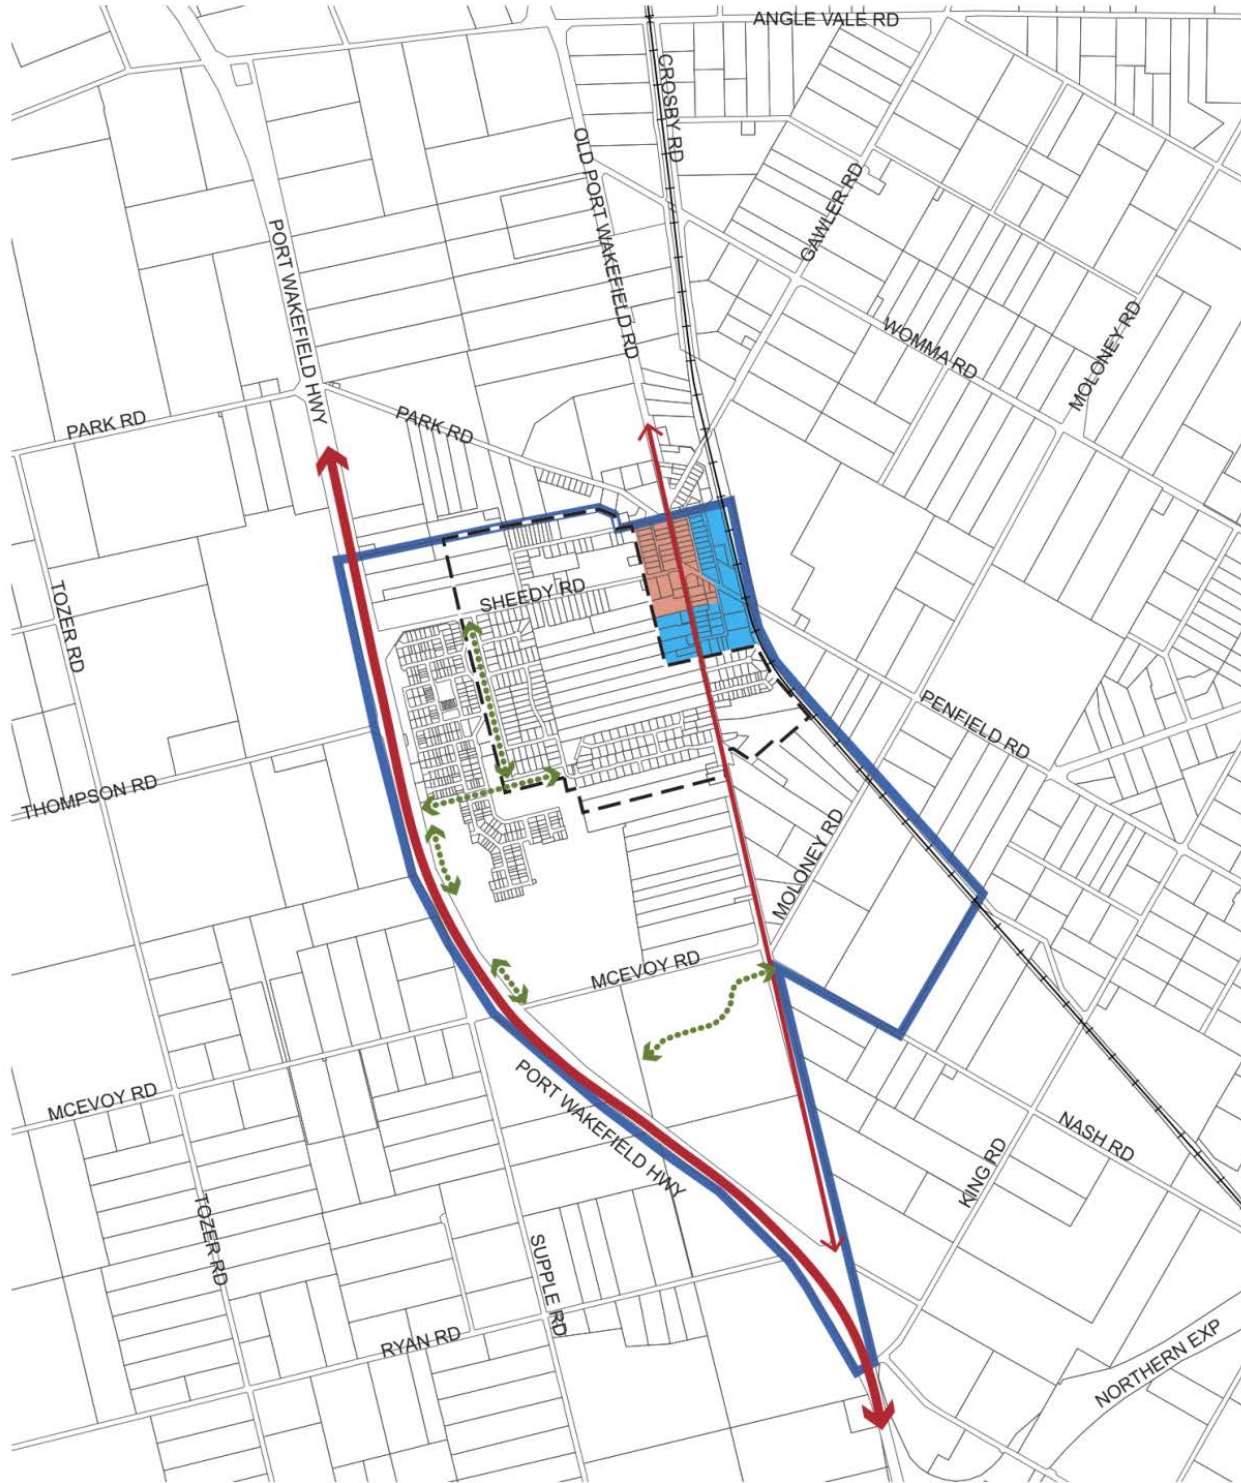 ANGLE VALE RD
CROSBY RD
OLD PORT WAKEFIELD RD
GAWLER RD
PORT WAKEFIELD HWY
WOMMA RD
MOLONEY RD
PARK RD
PARK RD
SHEEDY RD
TOZER RD
PENFIELD RD
THOMPSON RD
MOLONEY RD
MCEVOY RD
MCEVOY RD
PORT WAKEFIELD HWY
NASH RD
KING RD
TOZER RD
SUPPLE RD
RYAN RD
NORTHERN EXP